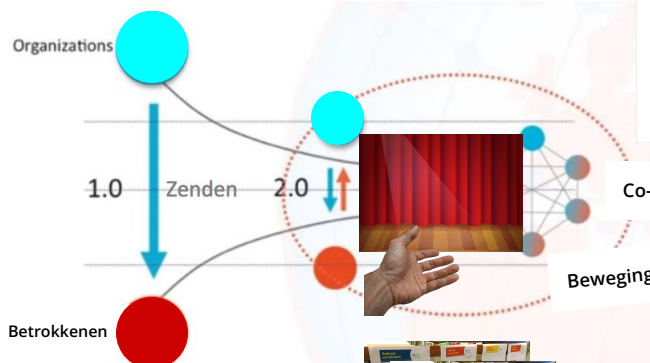 Organizations
1.0
Zenden
2.0
Co-
Beweging
Betrokkenen